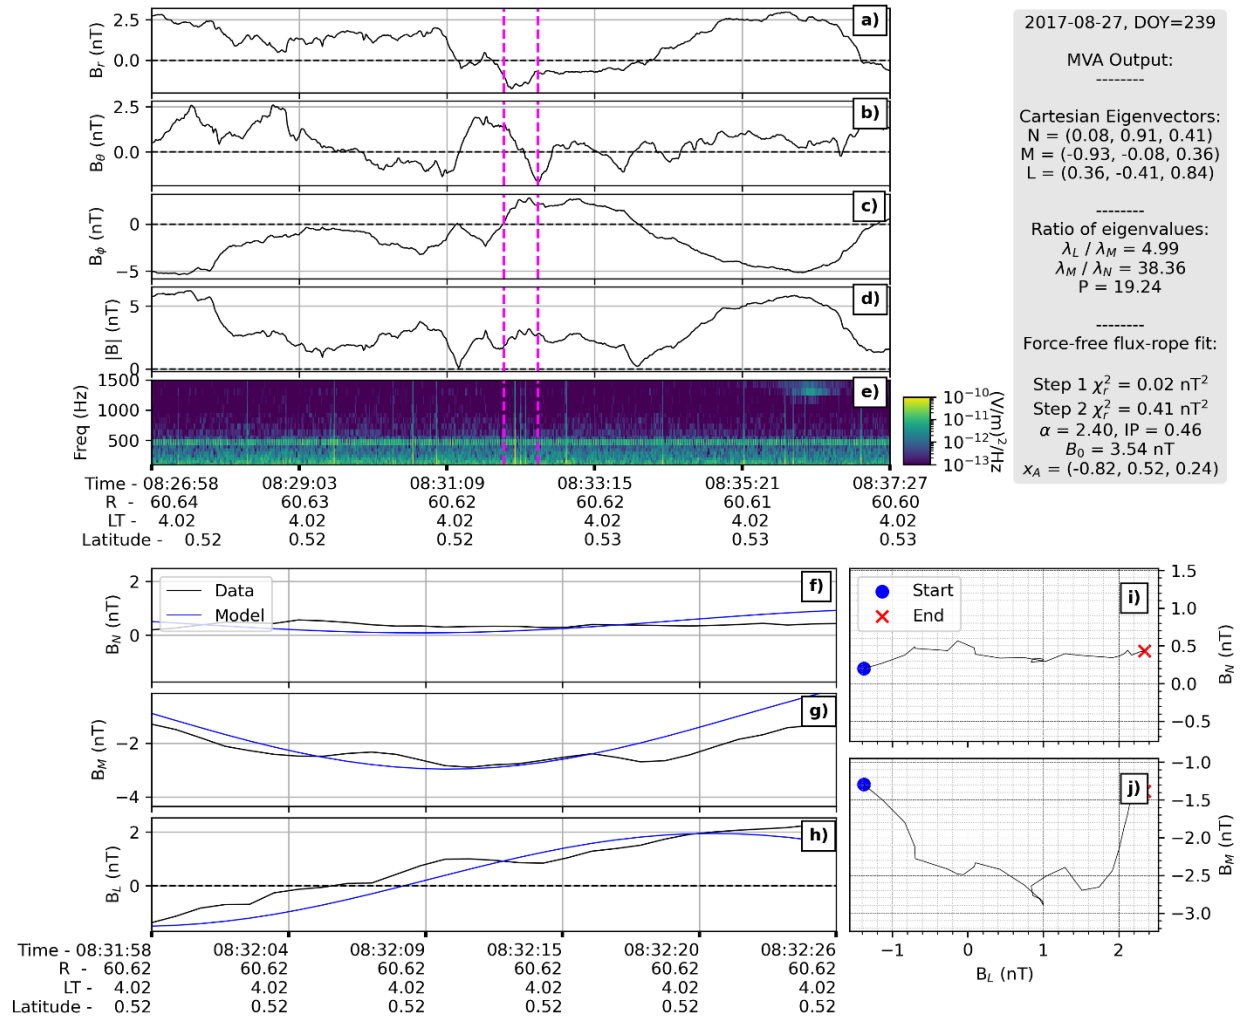 a)
B_r (nT)
2.5
0.0
b)
B_θ (nT)
2.5
0.0
c)
B_ϕ (nT)
0
−5
d)
|B| (nT)
5
0
e)
Freq (Hz)
1500
1000
500
10⁻¹⁰
10⁻¹¹
10⁻¹²
10⁻¹³
(V/m)²/Hz
Time - 08:26:58 08:29:03 08:31:09 08:33:15 08:35:21 08:37:27
R - 60.64 60.63 60.62 60.62 60.61 60.60
LT - 4.02 4.02 4.02 4.02 4.02 4.02
Latitude - 0.52 0.52 0.52 0.53 0.53 0.53
2017-08-27, DOY=239
MVA Output:
--------
Cartesian Eigenvectors:
N = (0.08, 0.91, 0.41)
M = (-0.93, -0.08, 0.36)
L = (0.36, -0.41, 0.84)
--------
Ratio of eigenvalues:
λ_L / λ_M = 4.99
λ_M / λ_N = 38.36
P = 19.24
--------
Force-free flux-rope fit:
Step 1 χ_r² = 0.02 nT²
Step 2 χ_r² = 0.41 nT²
α = 2.40, IP = 0.46
B₀ = 3.54 nT
x_A = (-0.82, 0.52, 0.24)
f)
Data
Model
B_N (nT)
2
0
g)
B_M (nT)
−2
−4
h)
B_L (nT)
2
0
Time - 08:31:58 08:32:04 08:32:09 08:32:15 08:32:20 08:32:26
R - 60.62 60.62 60.62 60.62 60.62 60.62
LT - 4.02 4.02 4.02 4.02 4.02 4.02
Latitude - 0.52 0.52 0.52 0.52 0.52 0.52
i)
Start
End
1.5
1.0
0.5
0.0
−0.5
B_N (nT)
j)
−1.0
−1.5
−2.0
−2.5
−3.0
B_M (nT)
−1 0 1 2
B_L (nT)